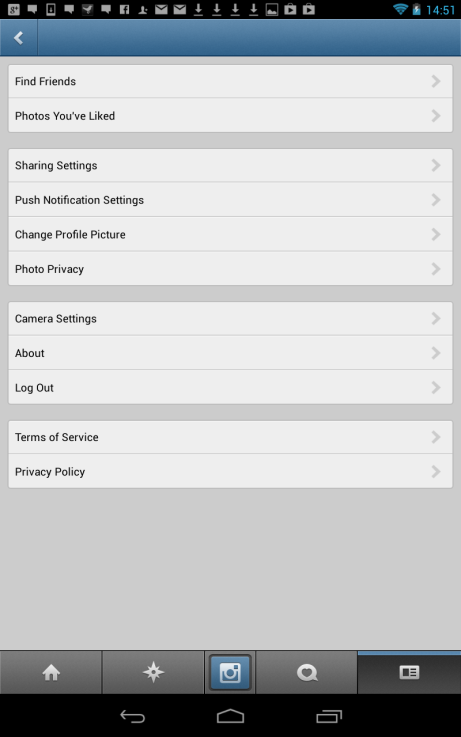 14:51
Find Friends
Photos You've Liked
Sharing Settings
Push Notification Settings
Change Profile Picture
Photo Privacy
Camera Settings
About
Log Out
Terms of Service
Privacy Policy